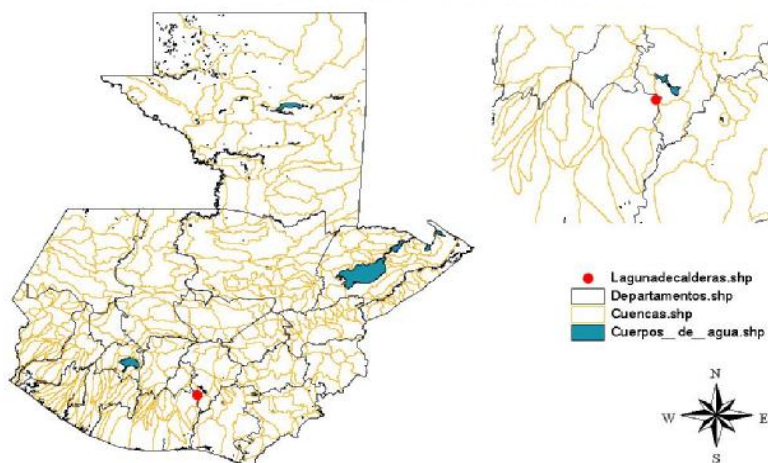 Lagunadecalderas.shp
Departamentos.shp
Cuencas.shp
Cuerpos_de_agua.shp
N
W E
S